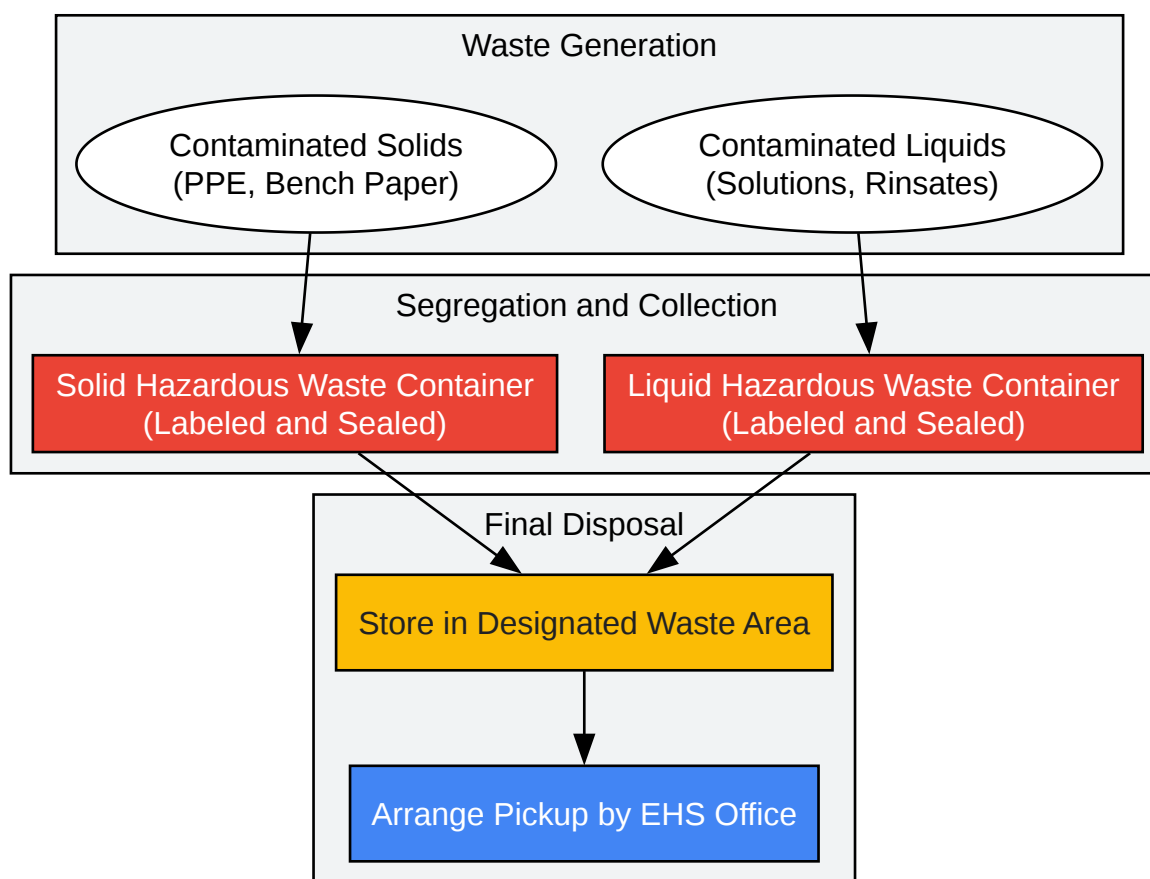 Waste Generation
Contaminated Solids
(PPE, Bench Paper)
Contaminated Liquids
(Solutions, Rinsates)
Segregation and Collection
Solid Hazardous Waste Container
(Labeled and Sealed)
Liquid Hazardous Waste Container
(Labeled and Sealed)
Final Disposal
Store in Designated Waste Area
Arrange Pickup by EHS Office